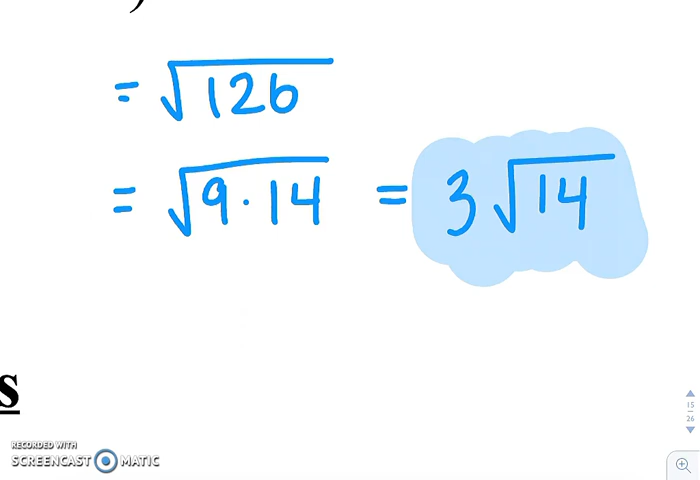 )
= √126
= √9·14 = 3√14
s
15
26
RECORDED WITH
SCREENCAST MATIC